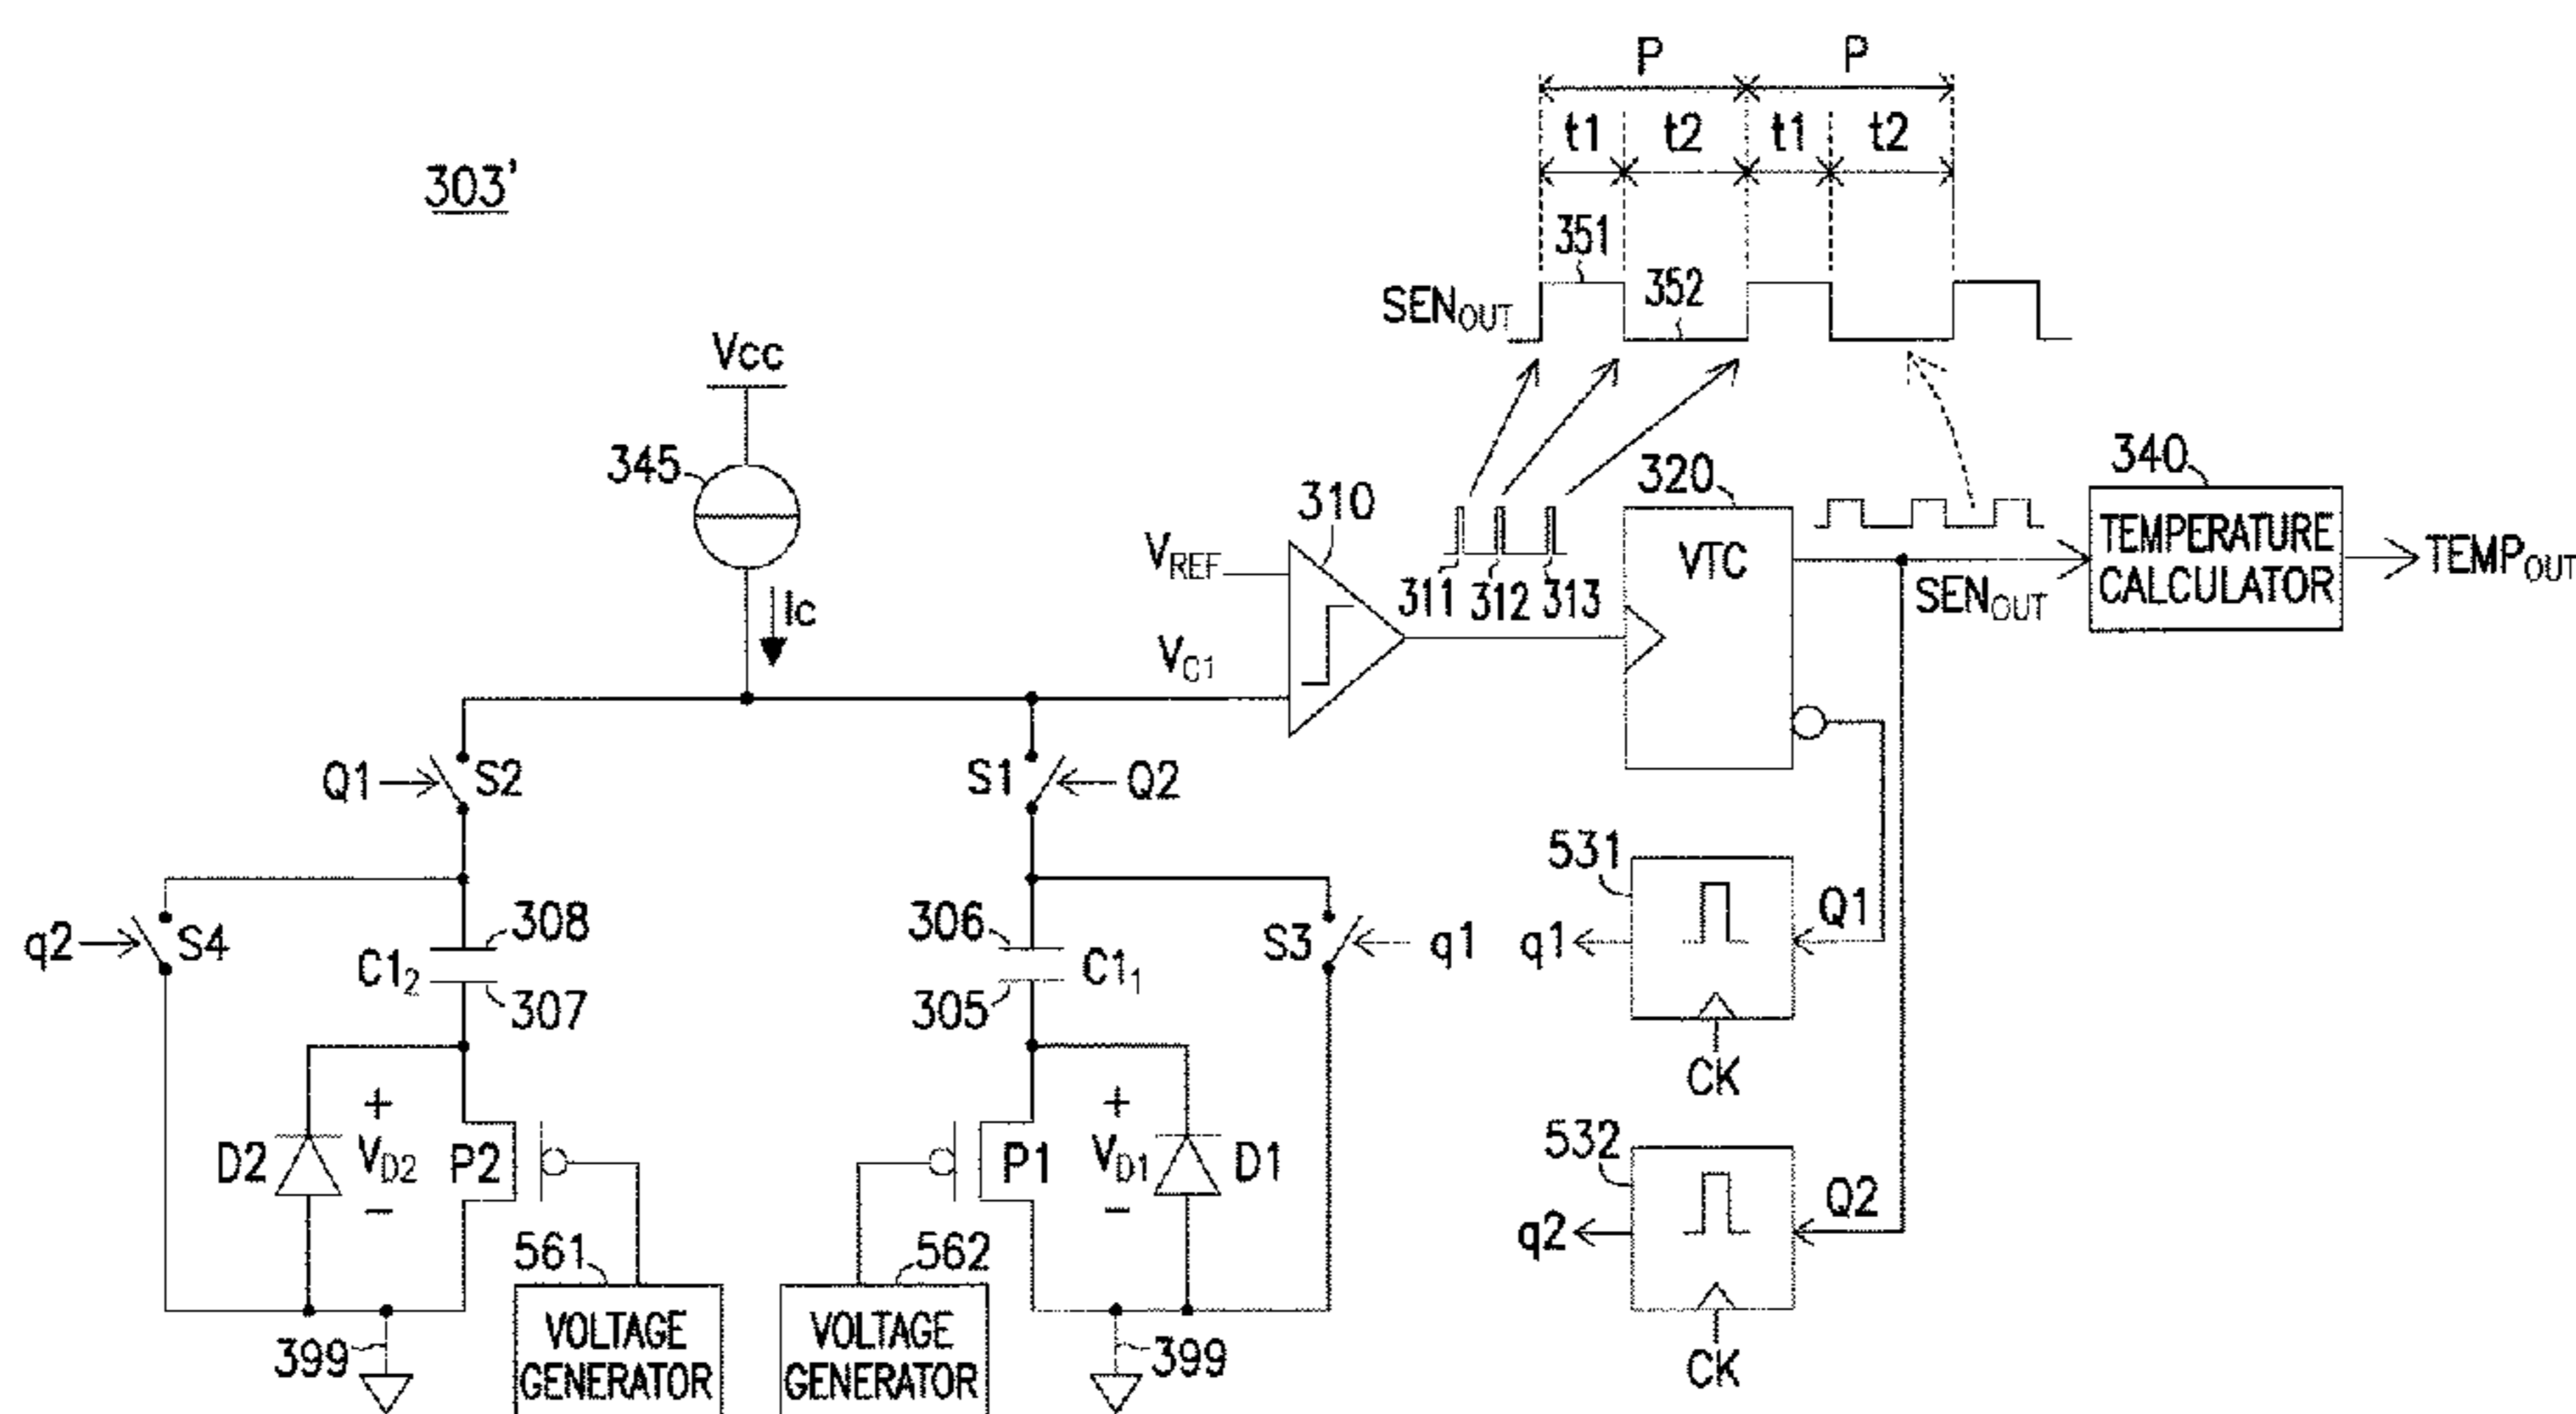 P P
t1 t2 t1 t2
303'
351
352
SENOUT
Vcc
345
Ic
VREF
310
VC1
311 312 313
320
VTC
340
TEMPERATURE
CALCULATOR
TEMPOUT
SENOUT
Q1
S2
S1
Q2
q2
S4
308
C12
307
306
C11
305
S3
q1
531
q1
Q1
CK
D2
+
VD2
−
P2
P1
+
VD1
−
D1
532
q2
Q2
CK
561
562
399
VOLTAGE
GENERATOR
VOLTAGE
GENERATOR
399